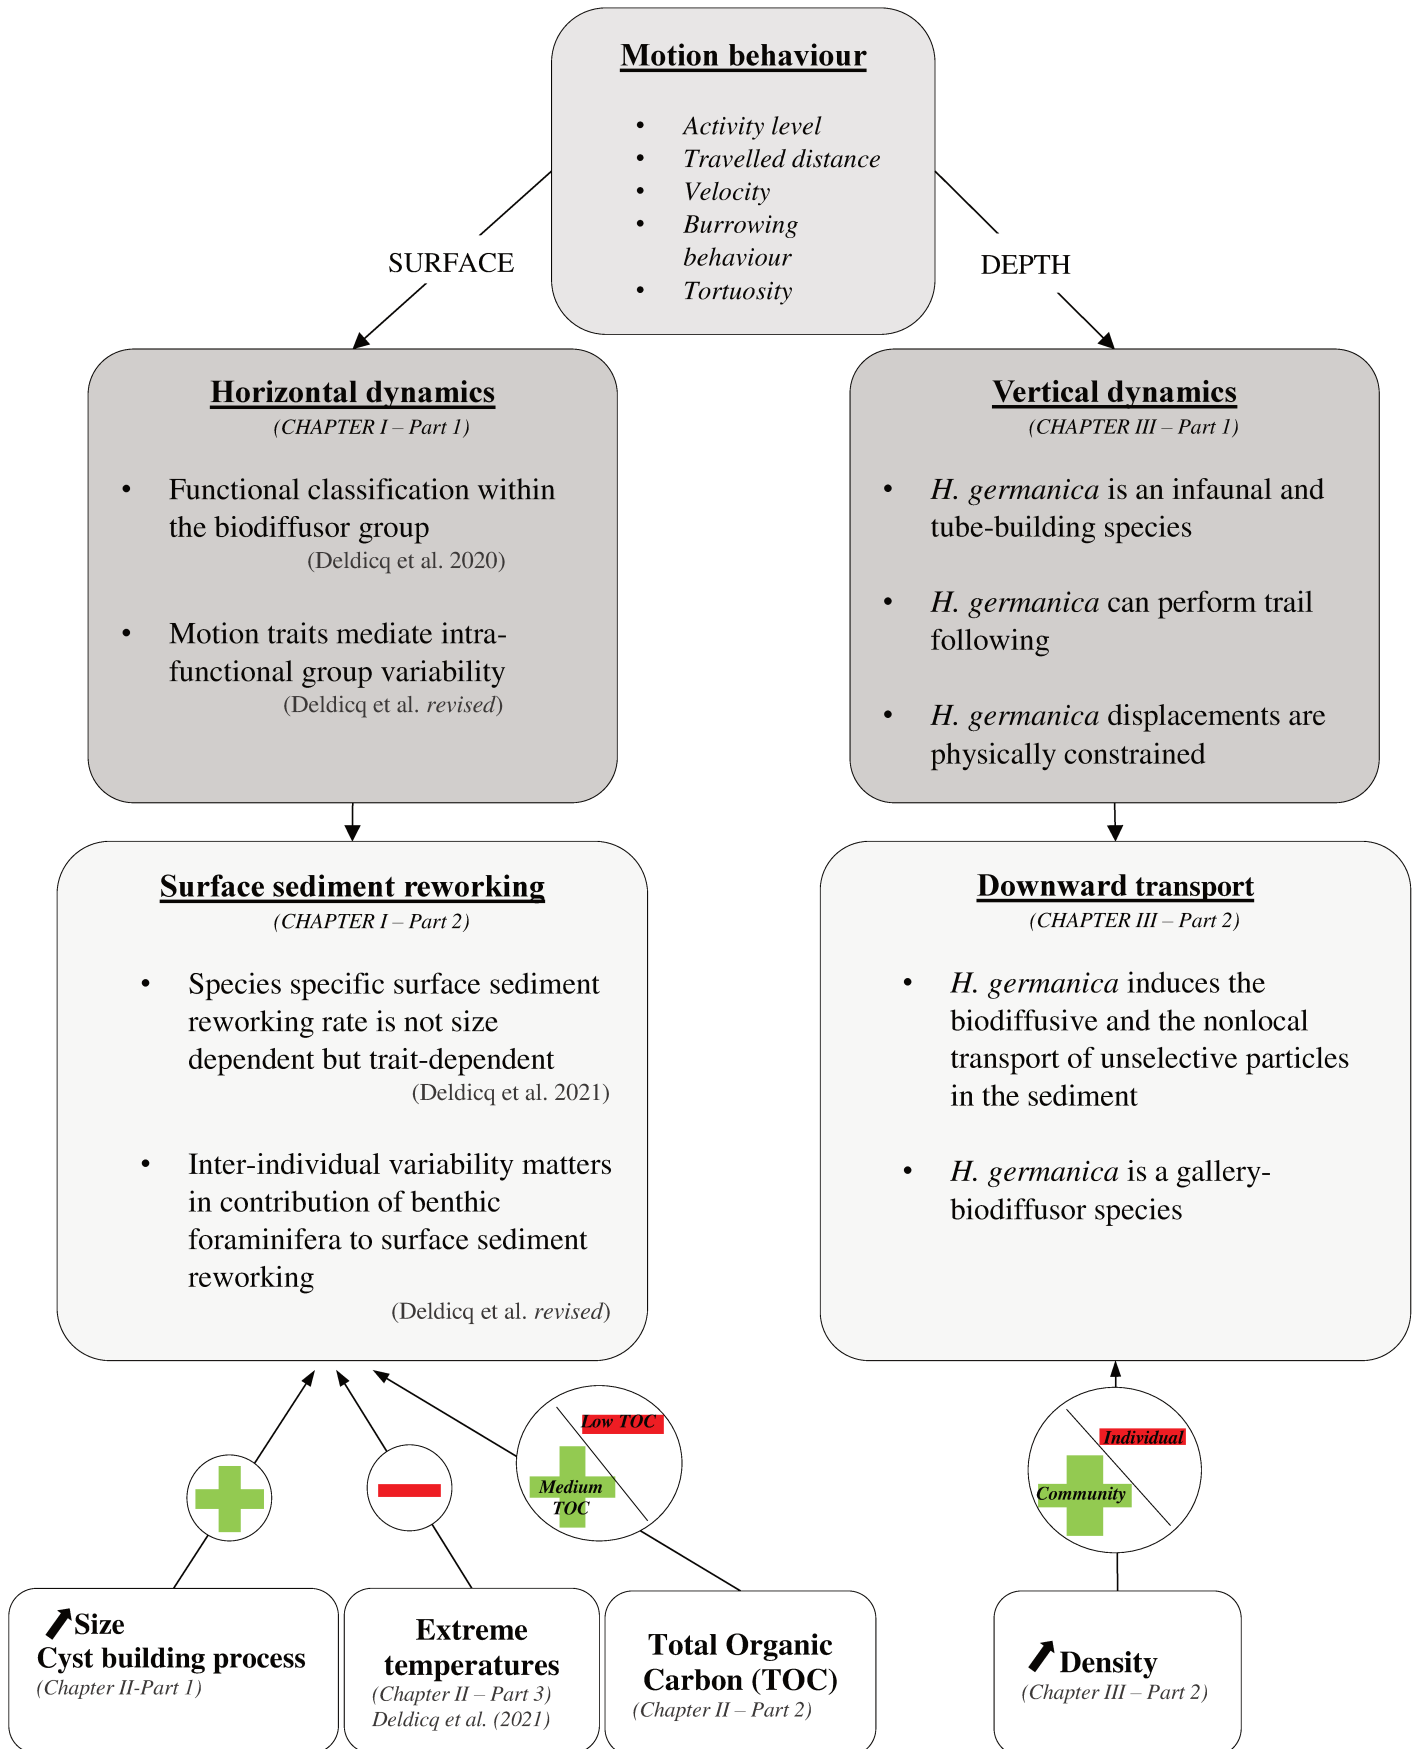 Motion behaviour
• Activity level
• Travelled distance
• Velocity
• Burrowing
behaviour
• Tortuosity
SURFACE
DEPTH
Horizontal dynamics
(CHAPTER I – Part 1)
• Functional classification within
the biodiffusor group
(Deldicq et al. 2020)
• Motion traits mediate intra-
functional group variability
(Deldicq et al. revised)
Vertical dynamics
(CHAPTER III – Part 1)
• H. germanica is an infaunal and
tube-building species
• H. germanica can perform trail
following
• H. germanica displacements are
physically constrained
Surface sediment reworking
(CHAPTER I – Part 2)
• Species specific surface sediment
reworking rate is not size
dependent but trait-dependent
(Deldicq et al. 2021)
• Inter-individual variability matters
in contribution of benthic
foraminifera to surface sediment
reworking
(Deldicq et al. revised)
Downward transport
(CHAPTER III – Part 2)
• H. germanica induces the
biodiffusive and the nonlocal
transport of unselective particles
in the sediment
• H. germanica is a gallery-
biodiffusor species
Low TOC
Medium
TOC
Individual
Community
Size
Cyst building process
(Chapter II-Part 1)
Extreme
temperatures
(Chapter II – Part 3)
Deldicq et al. (2021)
Total Organic
Carbon (TOC)
(Chapter II – Part 2)
Density
(Chapter III – Part 2)